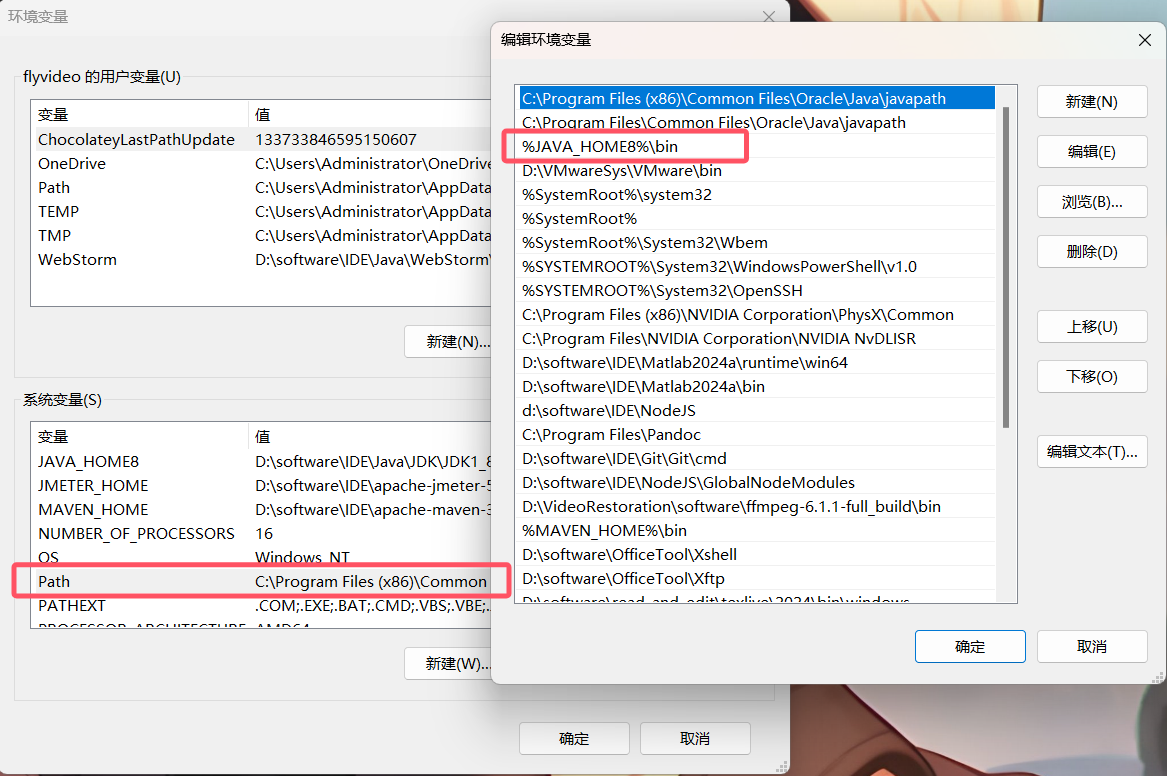 环境变量
flyvideo 的用户变量(U)
变量 值
ChocolateyLastPathUpdate 133733846595150607
OneDrive C:\Users\Administrator\OneDrive
Path C:\Users\Administrator\AppData
TEMP C:\Users\Administrator\AppData
TMP C:\Users\Administrator\AppData
WebStorm D:\software\IDE\Java\WebStorm\
新建(N)...
系统变量(S)
变量 值
JAVA_HOME8 D:\software\IDE\Java\JDK\JDK1_8
JMETER_HOME D:\software\IDE\apache-jmeter-5
MAVEN_HOME D:\software\IDE\apache-maven-3
NUMBER_OF_PROCESSORS 16
OS Windows_NT
Path C:\Program Files (x86)\Common
PATHEXT .COM;.EXE;.BAT;.CMD;.VBS;.VBE;.
PROCESSOR_ARCHITECTURE AMD64
新建(W)...
确定
取消
编辑环境变量
C:\Program Files (x86)\Common Files\Oracle\Java\javapath
C:\Program Files\Common Files\Oracle\Java\javapath
%JAVA_HOME8%\bin
D:\VMwareSys\VMware\bin
%SystemRoot%\system32
%SystemRoot%
%SystemRoot%\System32\Wbem
%SYSTEMROOT%\System32\WindowsPowerShell\v1.0
%SYSTEMROOT%\System32\OpenSSH
C:\Program Files (x86)\NVIDIA Corporation\PhysX\Common
C:\Program Files\NVIDIA Corporation\NVIDIA NvDLISR
D:\software\IDE\Matlab2024a\runtime\win64
D:\software\IDE\Matlab2024a\bin
d:\software\IDE\NodeJS
C:\Program Files\Pandoc
D:\software\IDE\Git\Git\cmd
D:\software\IDE\NodeJS\GlobalNodeModules
D:\VideoRestoration\software\ffmpeg-6.1.1-full_build\bin
%MAVEN_HOME%\bin
D:\software\OfficeTool\Xshell
D:\software\OfficeTool\Xftp
D:\software\read_and_edit\texlive\2024\bin\windows
新建(N)
编辑(E)
浏览(B)...
删除(D)
上移(U)
下移(O)
编辑文本(T)...
确定
取消